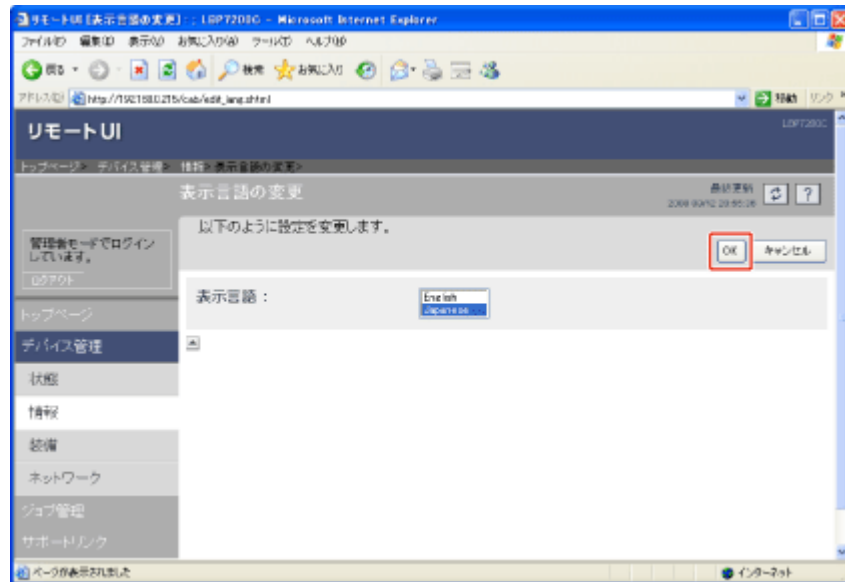 リモートUI [表示言語の変更] : : LBP7200C - Microsoft Internet Explorer
ファイル(F) 編集(E) 表示(V) お気に入り(A) ツール(T) ヘルプ(H)
戻る 検索 お気に入り
アドレス(D) http://192.168.0.215/cab/edit_lang.shtml 移動 リンク
リモートUI
LBP7200C
トップページ> デバイス管理> 情報> 表示言語の変更>
表示言語の変更
最終更新
以下のように設定を変更します。
管理者モードでログイン
しています。
OK キャンセル
ログアウト
表示言語：
English
Japanese
トップページ
デバイス管理
状態
情報
装備
ネットワーク
ジョブ管理
サポートリンク
ページが表示されました インターネット